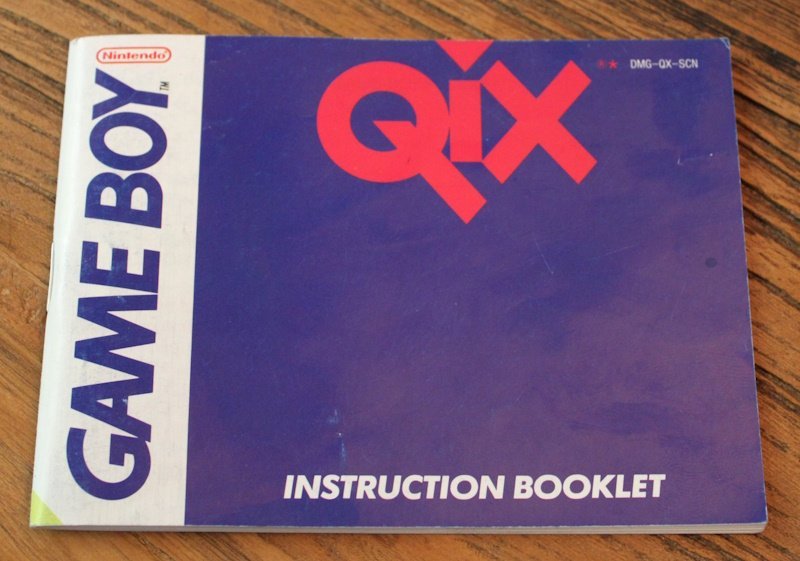 Nintendo®
GAME BOY™
Qix
DMG-QX-SCN
INSTRUCTION BOOKLET